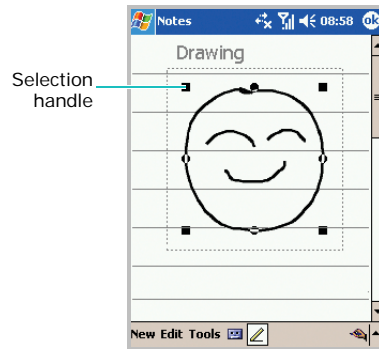 Notes 08:58 ok
Drawing
Selection
handle
New Edit Tools